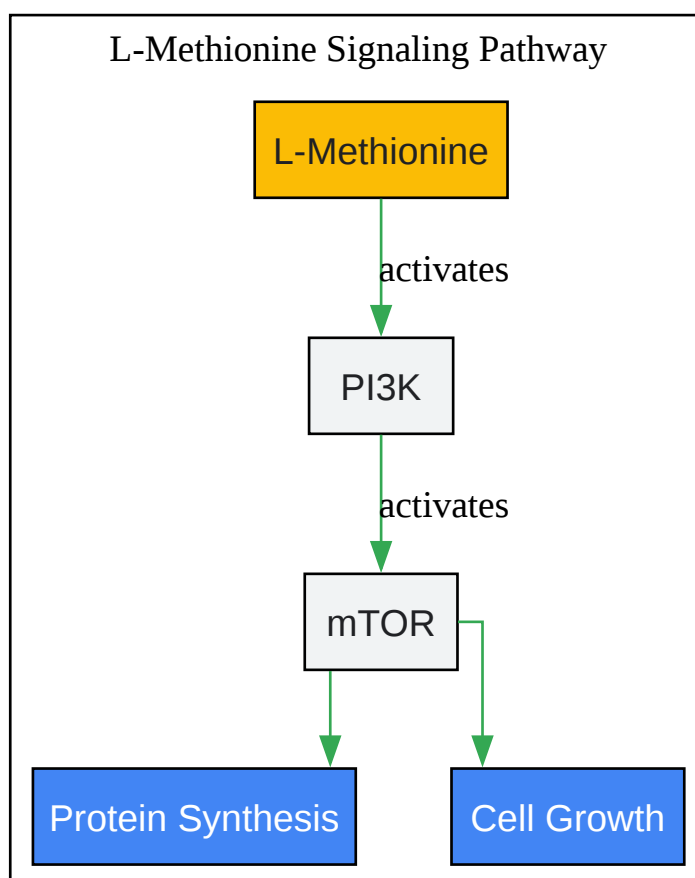 L-Methionine Signaling Pathway
L-Methionine
activates
PI3K
activates
mTOR
Protein Synthesis
Cell Growth